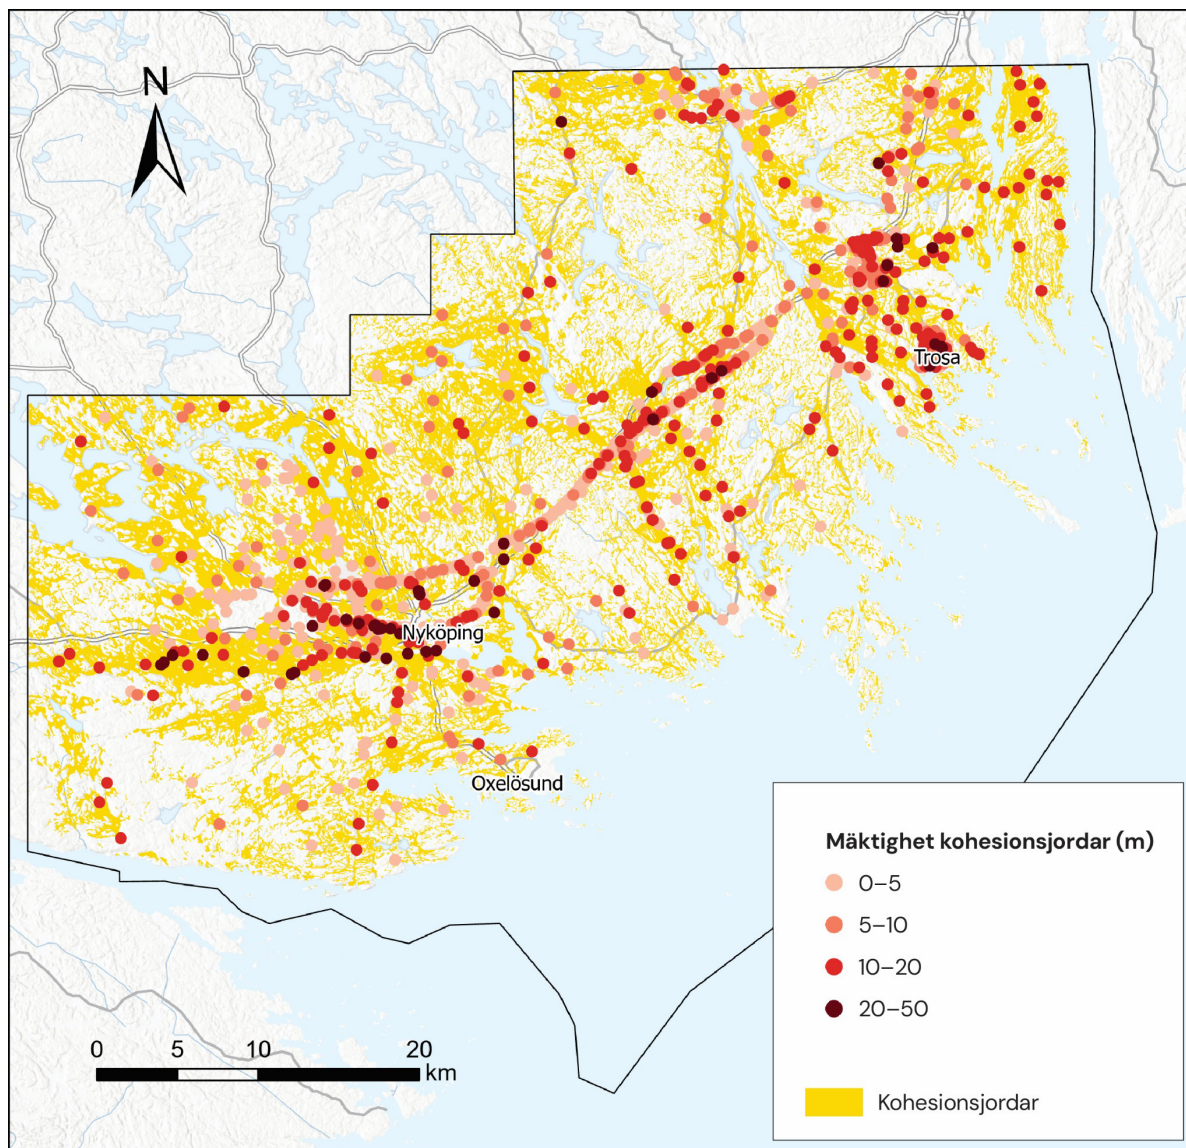 N
Trosa
Nyköping
Oxelösund
Mäktighet kohesionsjordar (m)
0–5
5–10
10–20
20–50
Kohesionsjordar
0 5 10 20
km